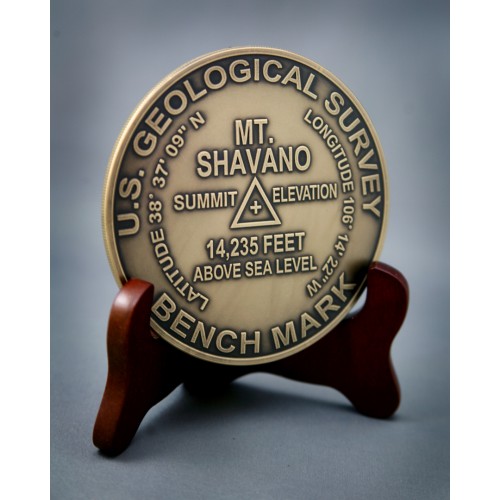 U.S. GEOLOGICAL SURVEY
LATITUDE 38° 37' 09" N
LONGITUDE 106° 14' 22" W
MT.
SHAVANO
SUMMIT ELEVATION
14,235 FEET
ABOVE SEA LEVEL
BENCH MARK